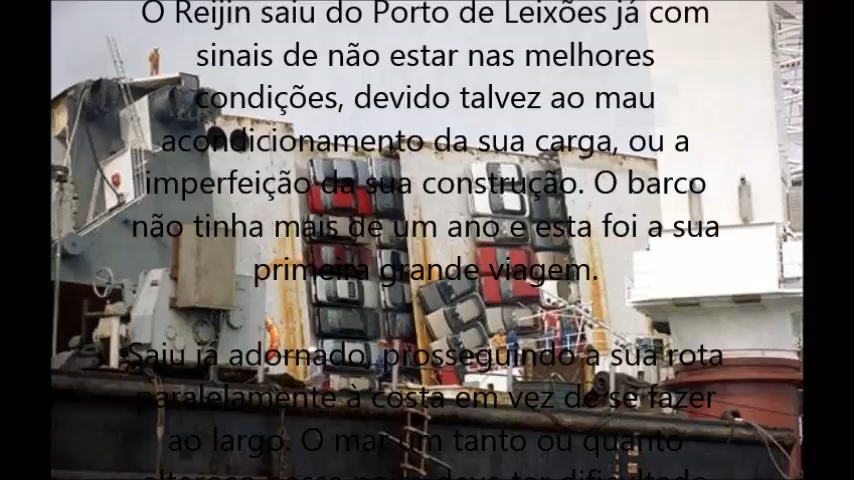 O Reijin saiu do Porto de Leixões já com
sinais de não estar nas melhores
condições, devido talvez ao mau
acondicionamento da sua carga, ou a
imperfeição da sua construção. O barco
não tinha mais de um ano e esta foi a sua
primeira grande viagem.
Saiu já adornado, prosseguindo a sua rota
paralelamente à costa em vez de se fazer
ao largo. O mar um tanto ou quanto